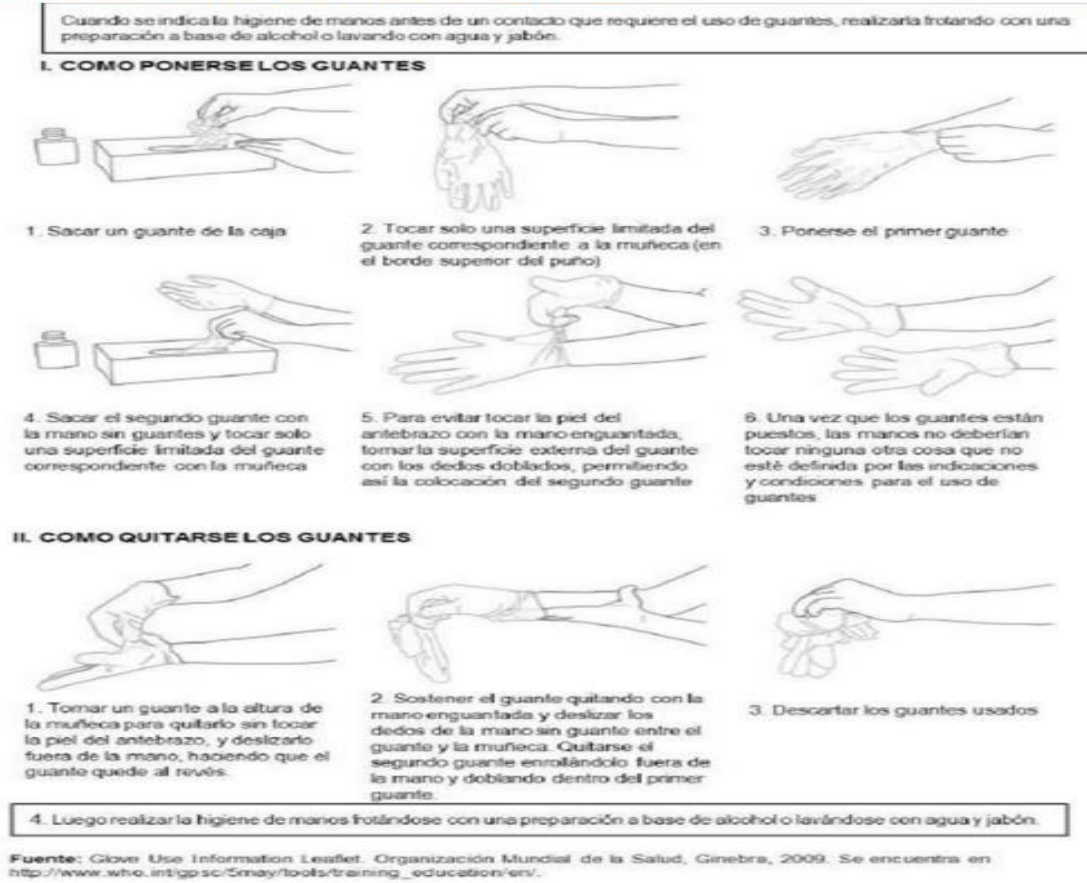 Cuando se indica la higiene de manos antes de un contacto que requiere el uso de guantes, realizarla frotando con una
preparación a base de alcohol o lavando con agua y jabón.
I. COMO PONERSE LOS GUANTES
1. Sacar un guante de la caja
2. Tocar solo una superficie limitada del
guante correspondiente a la muñeca (en
el borde superior del puño)
3. Ponerse el primer guante
4. Sacar el segundo guante con
la mano sin guantes y tocar solo
una superficie limitada del guante
correspondiente con la muñeca
5. Para evitar tocar la piel del
antebrazo con la mano enguantada,
tomar la superficie externa del guante
con los dedos doblados, permitiendo
así la colocación del segundo guante
6. Una vez que los guantes están
puestos, las manos no deberían
tocar ninguna otra cosa que no
esté definida por las indicaciones
y condiciones para el uso de
guantes
II. COMO QUITARSE LOS GUANTES
1. Tomar un guante a la altura de
la muñeca para quitarlo sin tocar
la piel del antebrazo, y deslizarlo
fuera de la mano, haciendo que el
guante quede al revés.
2. Sostener el guante quitando con la
mano enguantada y deslizar los
dedos de la mano sin guante entre el
guante y la muñeca. Quitarse el
segundo guante enrollándolo fuera de
la mano y doblando dentro del primer
guante.
3. Descartar los guantes usados
4. Luego realizar la higiene de manos frotándose con una preparación a base de alcohol o lavándose con agua y jabón.
Fuente: Glove Use Information Leaflet. Organización Mundial de la Salud, Ginebra, 2009. Se encuentra en
http://www.who.int/gpsc/5may/tools/training_education/en/.